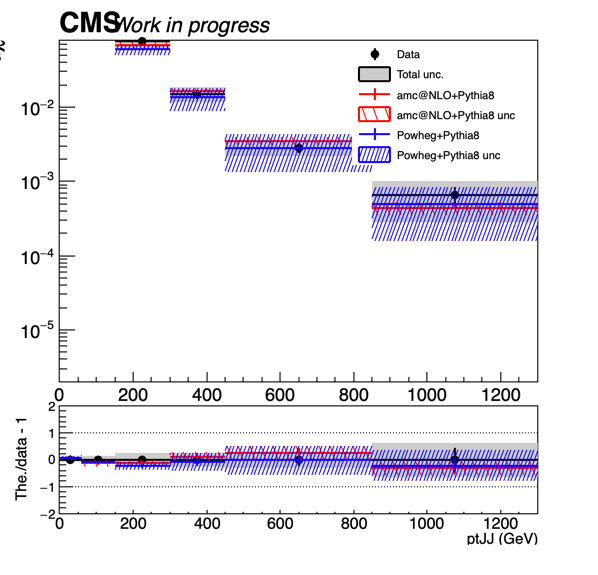 CMS Work in progress
Data
Total unc.
amc@NLO+Pythia8
amc@NLO+Pythia8 unc
Powheg+Pythia8
Powheg+Pythia8 unc
10⁻²
10⁻³
10⁻⁴
10⁻⁵
0 200 400 600 800 1000 1200
The./data - 1
2
1
0
−1
−2
0 200 400 600 800 1000 1200
ptJJ (GeV)